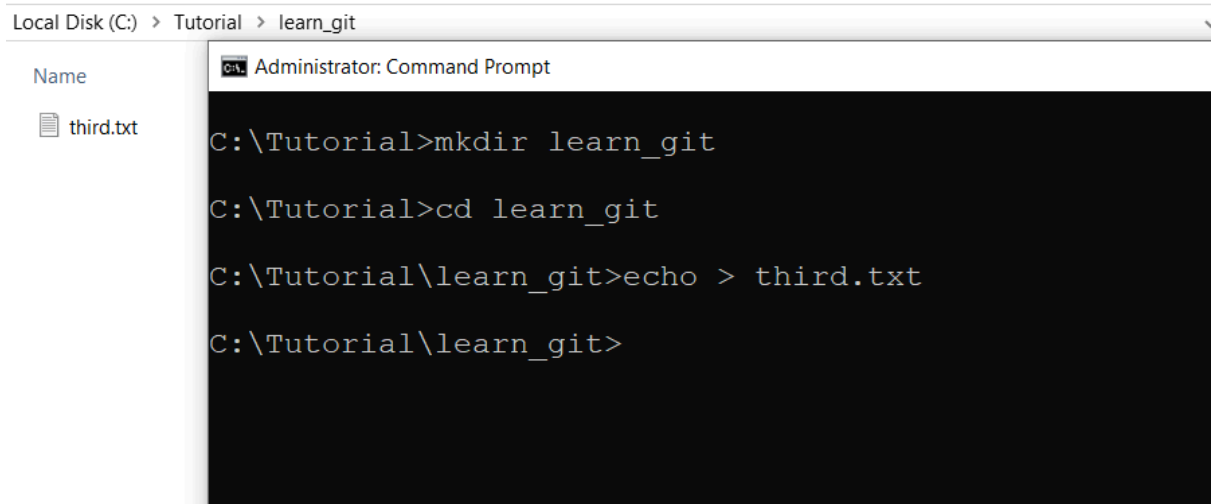 Local Disk (C:) > Tutorial > learn_git
Name
third.txt
Administrator: Command Prompt
C:\Tutorial>mkdir learn_git
C:\Tutorial>cd learn_git
C:\Tutorial\learn_git>echo > third.txt
C:\Tutorial\learn_git>